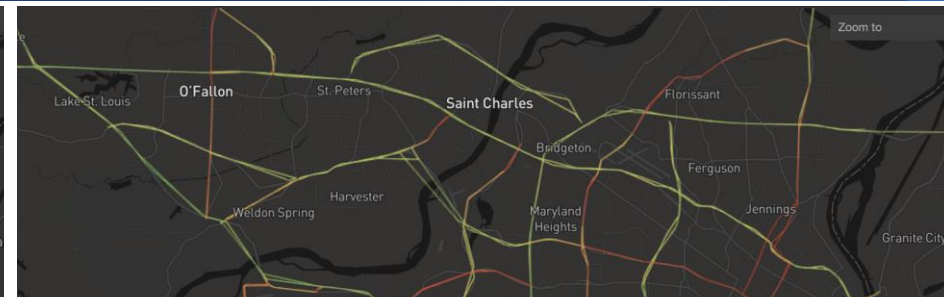 Zoom to
O'Fallon
Lake St. Louis
St. Peters
Saint Charles
Florissant
Bridgeton
Ferguson
Harvester
Weldon Spring
Maryland
Heights
Jennings
Granite City